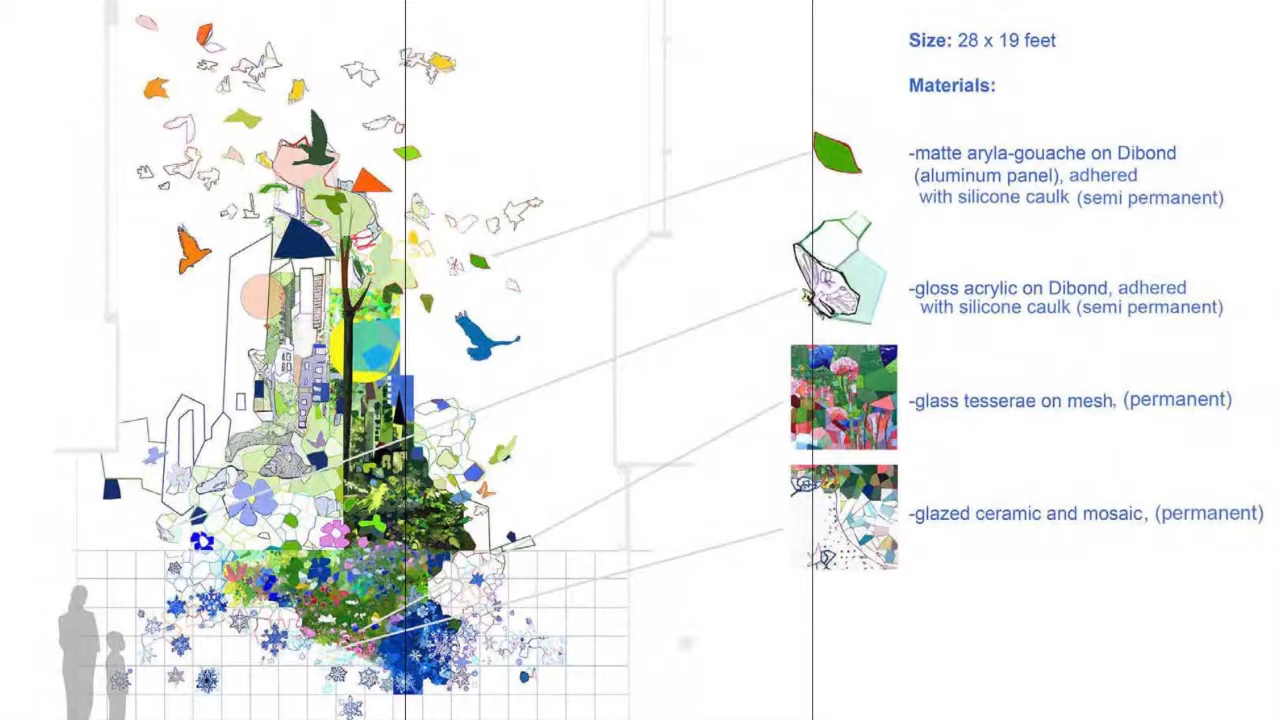 Size: 28 x 19 feet
Materials:
-matte aryla-gouache on Dibond
(aluminum panel), adhered
with silicone caulk (semi permanent)
-gloss acrylic on Dibond, adhered
with silicone caulk (semi permanent)
-glass tesserae on mesh, (permanent)
-glazed ceramic and mosaic, (permanent)